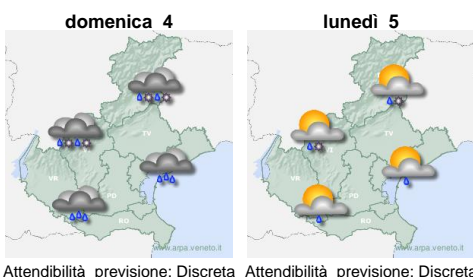 domenica 4
lunedì 5
TV
VR
PD
RO
www.arpa.veneto.it
TV
VR
PD
RO
www.arpa.veneto.it
Attendibilità previsione: Discreta
Attendibilità previsione: Discreta